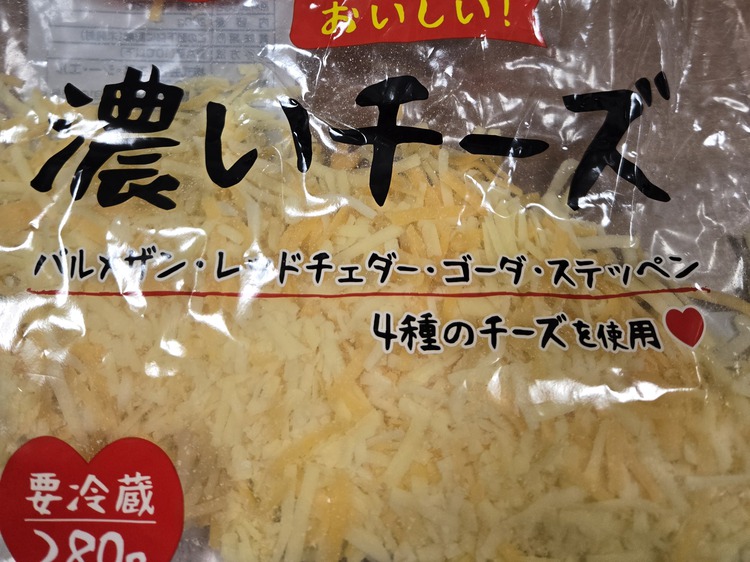 おいしい!
濃いチーズ
パルメザン・レッドチェダー・ゴーダ・ステッペン
4種のチーズを使用
要冷蔵
280g